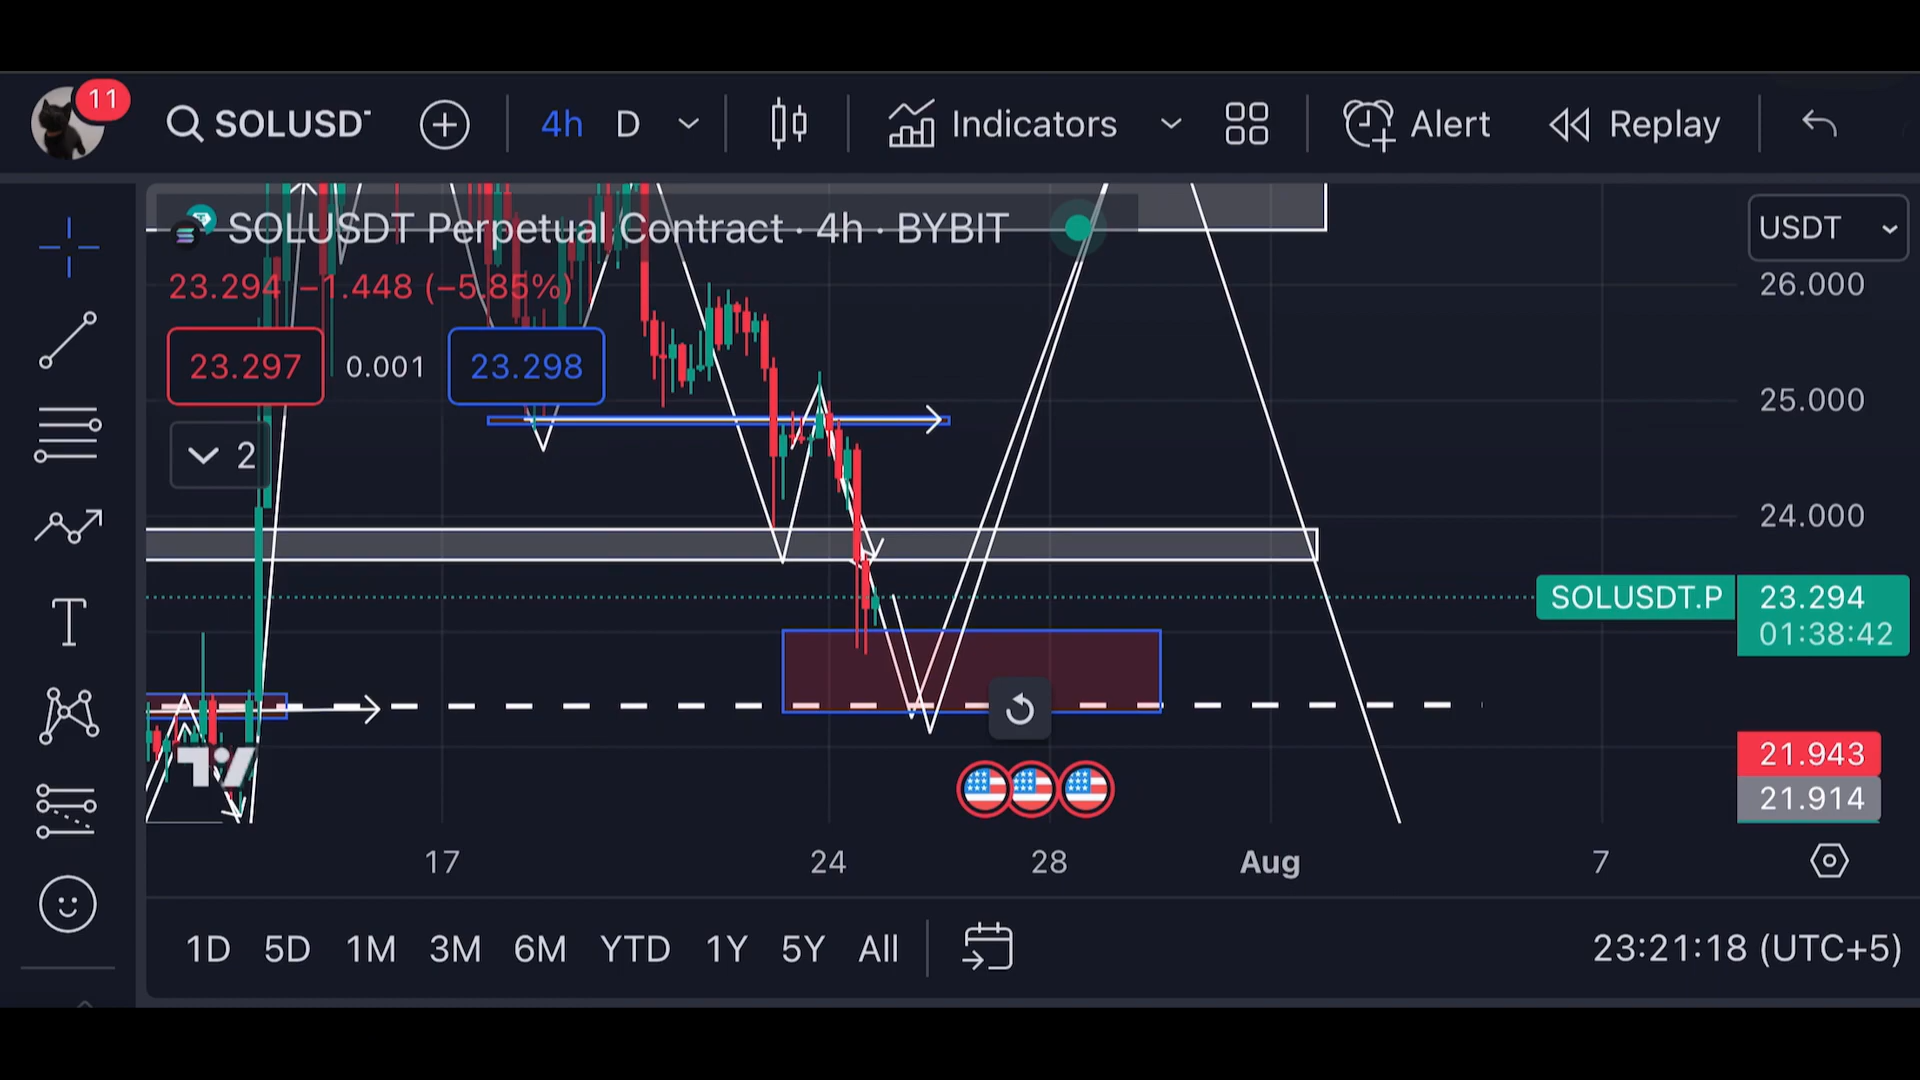 11
SOLUSD
4h
D
Indicators
Alert
Replay
SOLUSDT Perpetual Contract · 4h · BYBIT
USDT
23.294 −1.448 (−5.85%)
23.297
0.001
23.298
2
26.000
25.000
24.000
SOLUSDT.P
23.294
01:38:42
21.943
21.914
17
24
28
Aug
7
1D 5D 1M 3M 6M YTD 1Y 5Y All
23:21:18 (UTC+5)